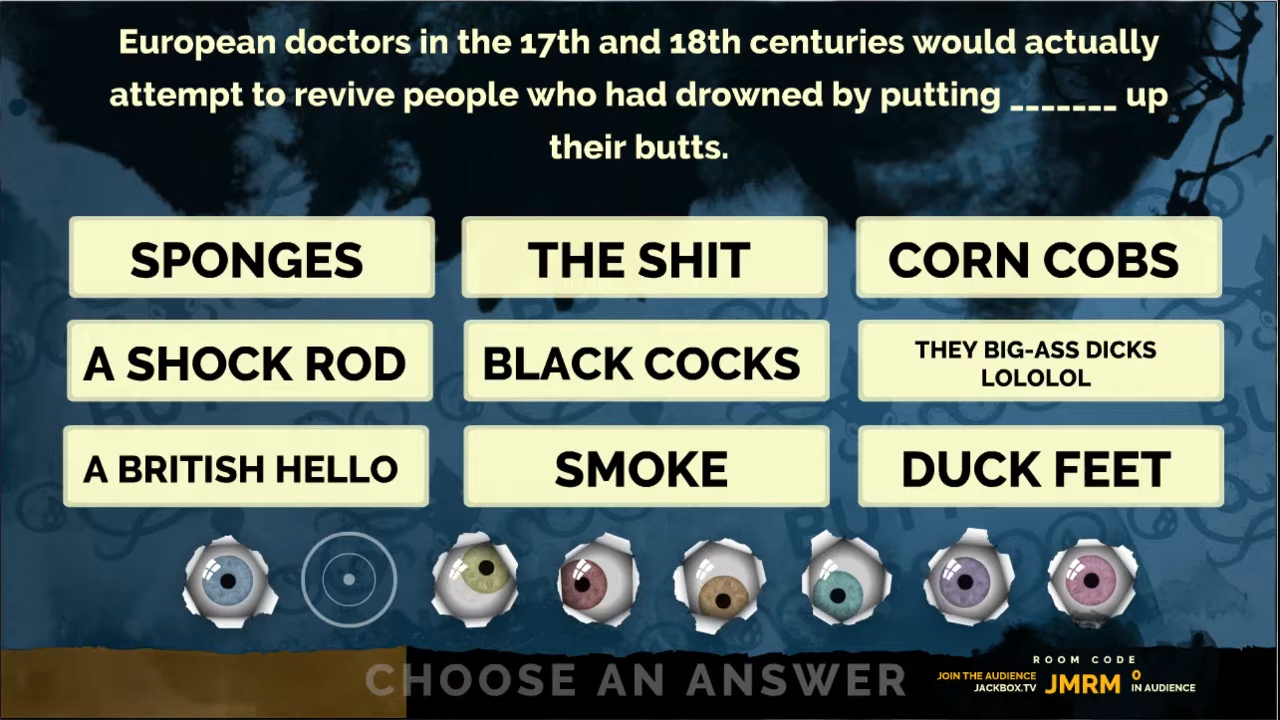 European doctors in the 17th and 18th centuries would actually
attempt to revive people who had drowned by putting _______ up
their butts.
SPONGES
THE SHIT
CORN COBS
A SHOCK ROD
BLACK COCKS
THEY BIG-ASS DICKS
LOLOLOL
A BRITISH HELLO
SMOKE
DUCK FEET
CHOOSE AN ANSWER
ROOM CODE
JOIN THE AUDIENCE
JACKBOX.TV
JMRM
0
IN AUDIENCE